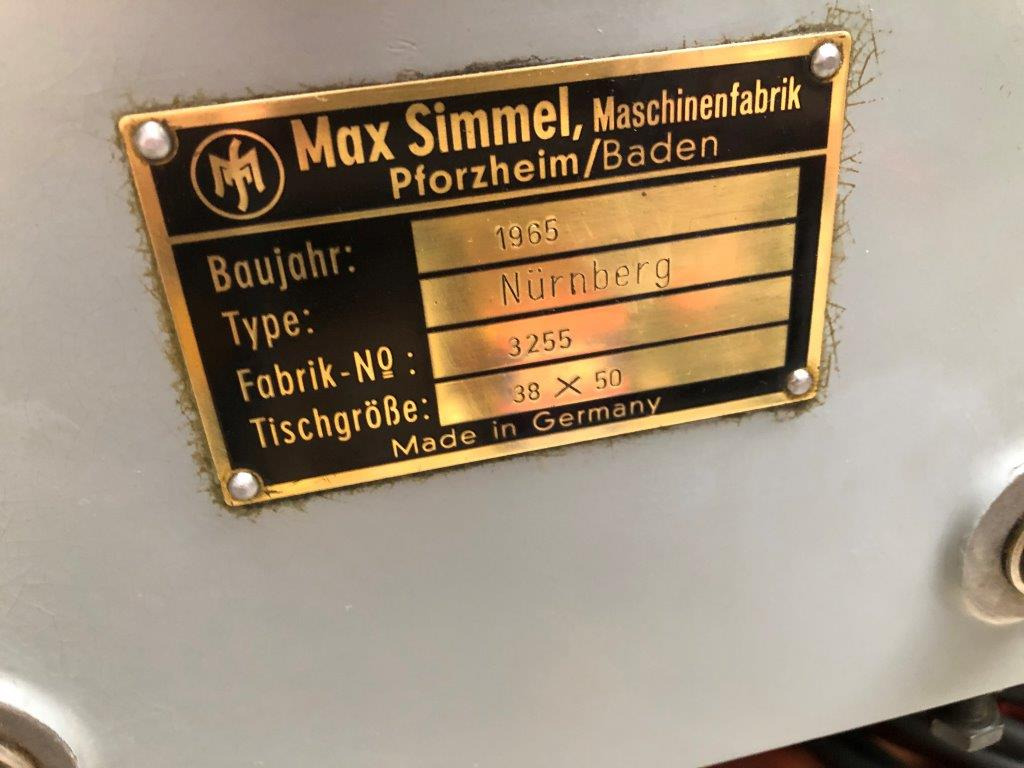 Max Simmel, Maschinenfabrik
Pforzheim/Baden
Baujahr: 1965
Type: Nürnberg
Fabrik-Nº: 3255
Tischgröße: 38 X 50
Made in Germany